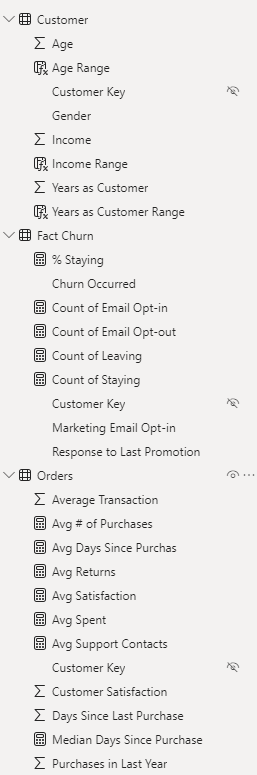 Customer
Age
Age Range
Customer Key
Gender
Income
Income Range
Years as Customer
Years as Customer Range
Fact Churn
% Staying
Churn Occurred
Count of Email Opt-in
Count of Email Opt-out
Count of Leaving
Count of Staying
Customer Key
Marketing Email Opt-in
Response to Last Promotion
Orders
Average Transaction
Avg # of Purchases
Avg Days Since Purchas
Avg Returns
Avg Satisfaction
Avg Spent
Avg Support Contacts
Customer Key
Customer Satisfaction
Days Since Last Purchase
Median Days Since Purchase
Purchases in Last Year